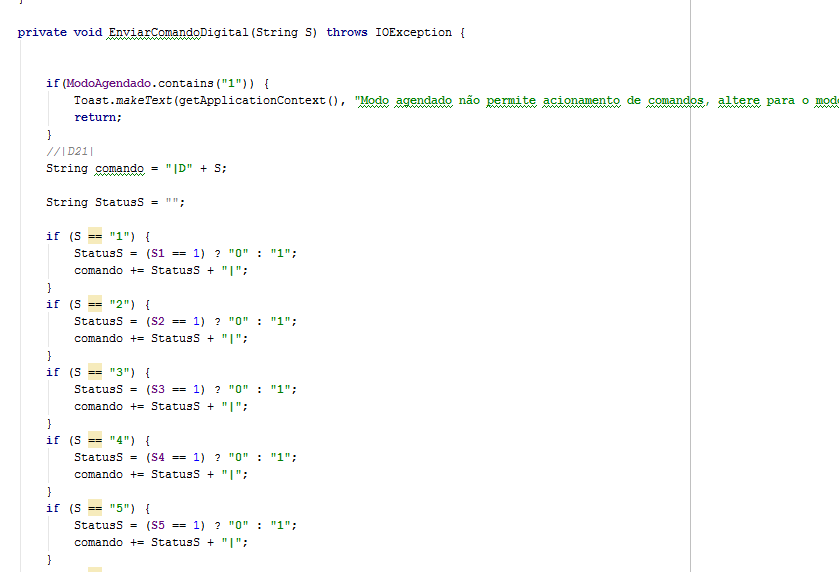 }
private void EnviarComandoDigital(String S) throws IOException {
if(ModoAgendado.contains("1")) {
Toast.makeText(getApplicationContext(), "Modo agendado não permite acionamento de comandos, altere para o modo
return;
}
//|D21|
String comando = "|D" + S;
String StatusS = "";
if (S == "1") {
StatusS = (S1 == 1) ? "0" : "1";
comando += StatusS + "|";
}
if (S == "2") {
StatusS = (S2 == 1) ? "0" : "1";
comando += StatusS + "|";
}
if (S == "3") {
StatusS = (S3 == 1) ? "0" : "1";
comando += StatusS + "|";
}
if (S == "4") {
StatusS = (S4 == 1) ? "0" : "1";
comando += StatusS + "|";
}
if (S == "5") {
StatusS = (S5 == 1) ? "0" : "1";
comando += StatusS + "|";
}